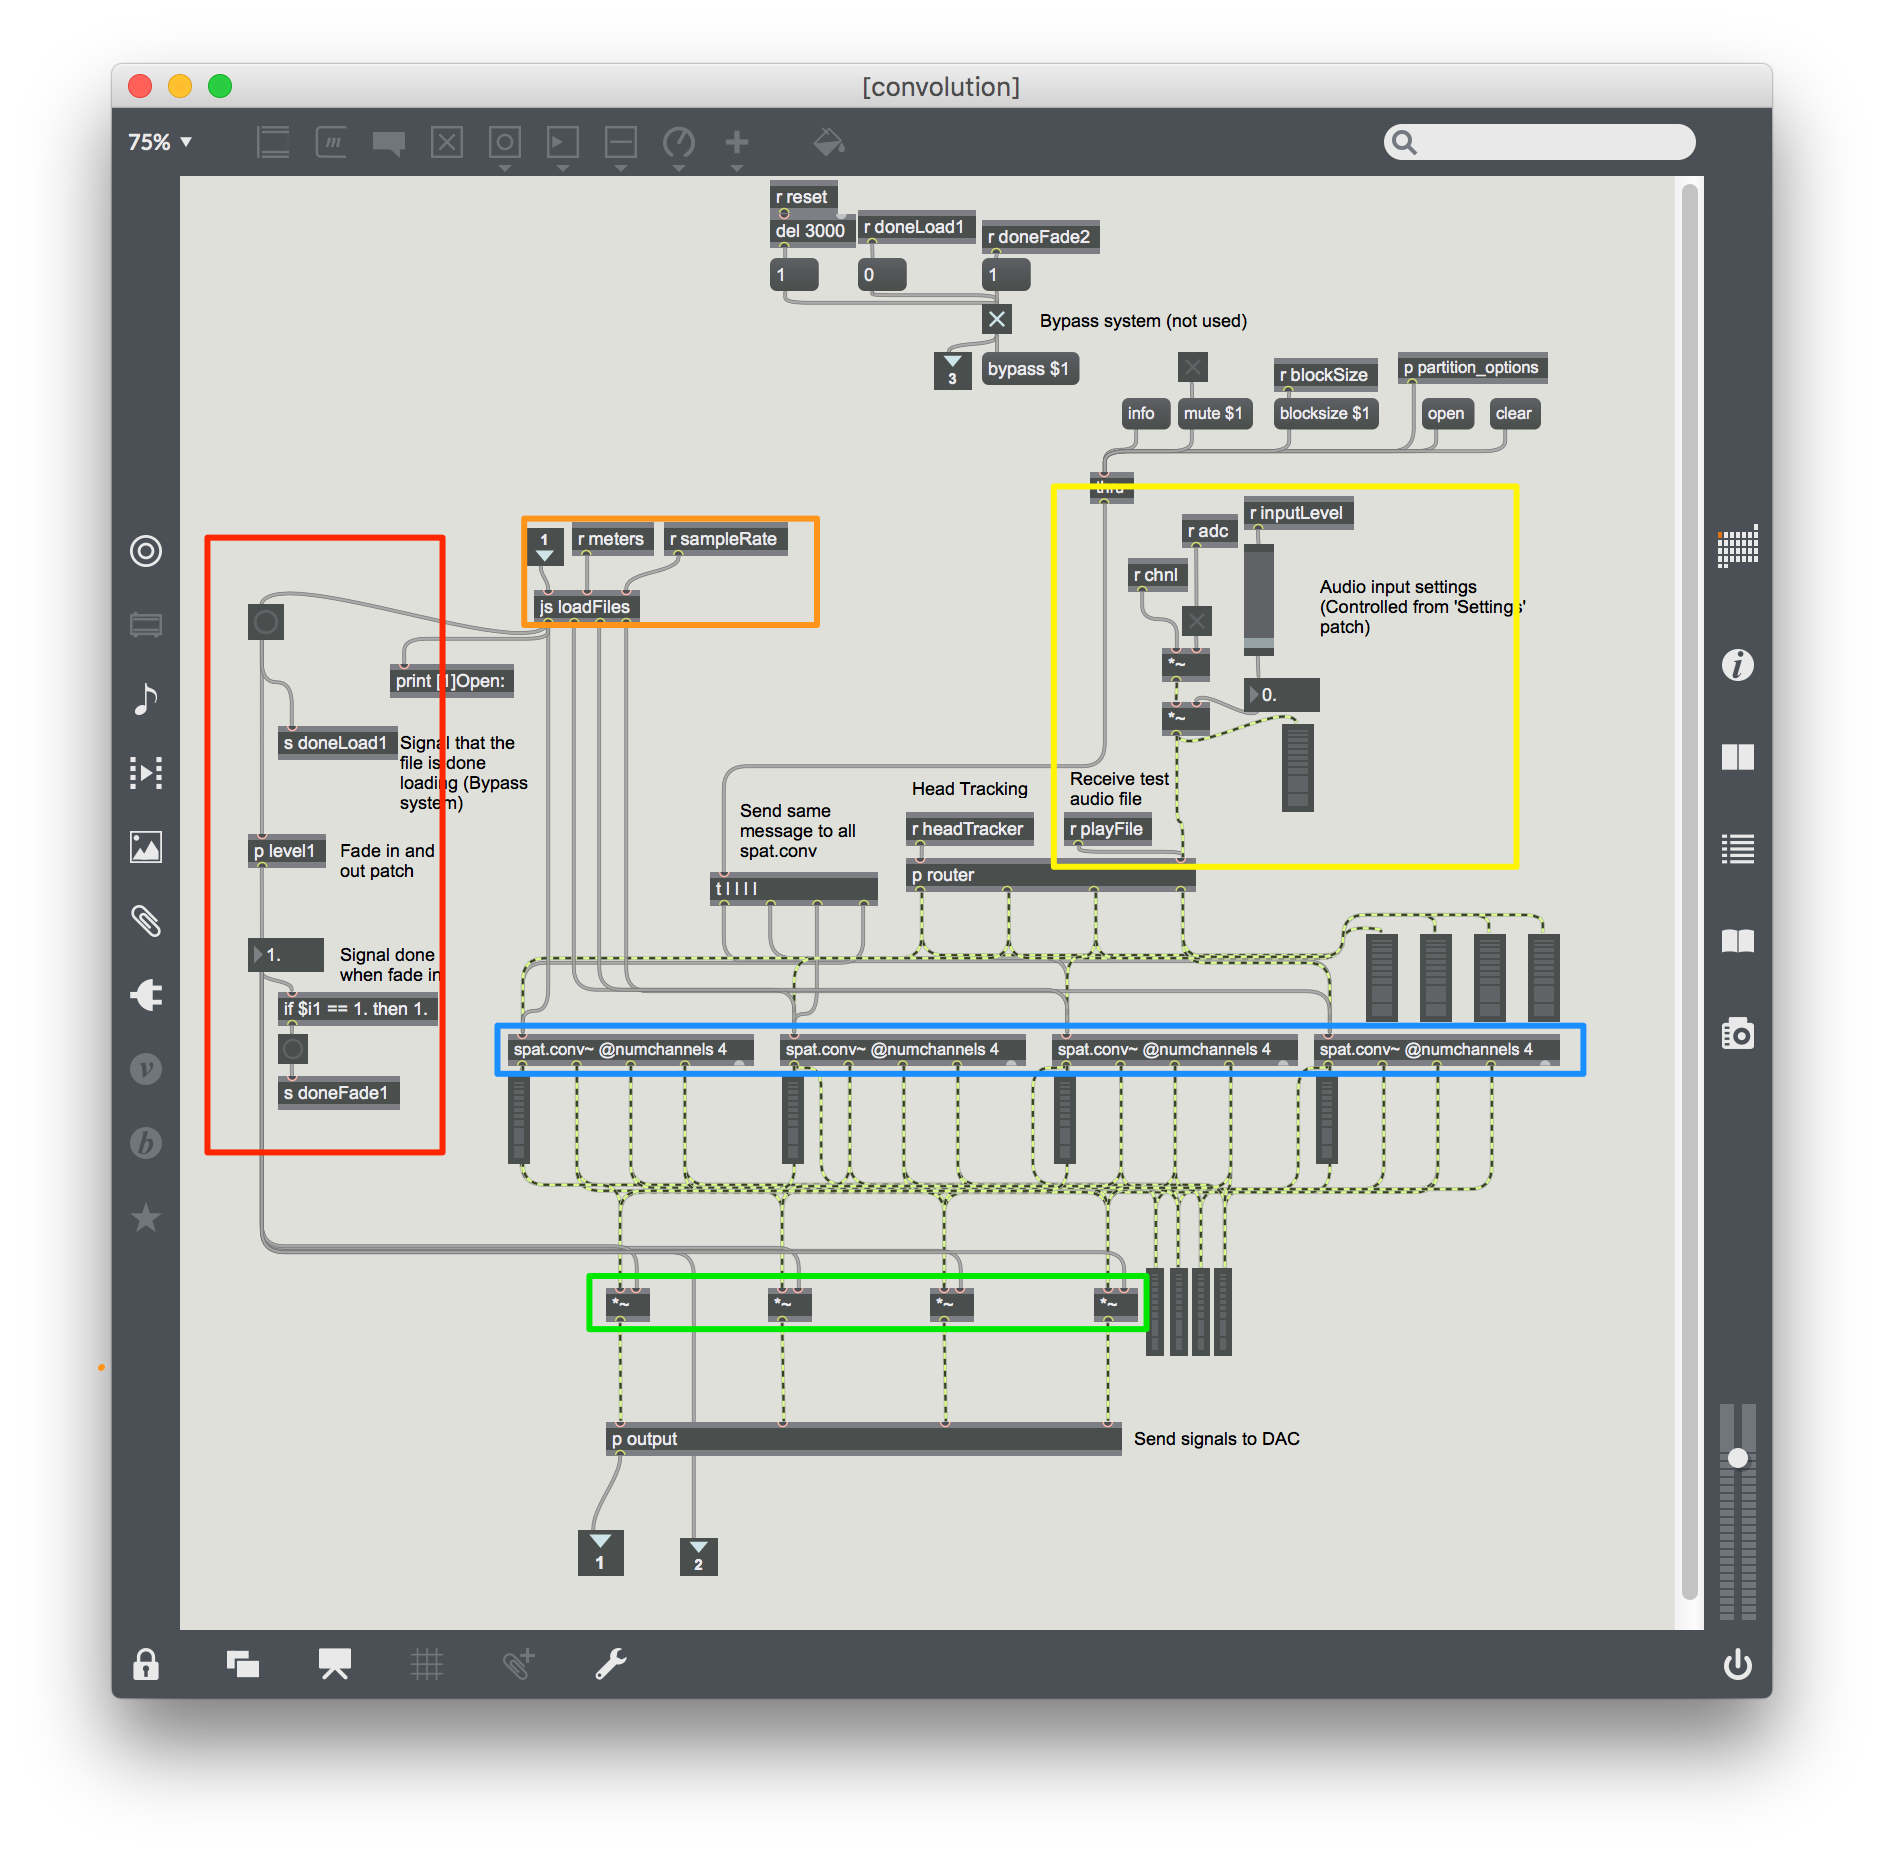 [convolution]
75%
r reset
del 3000
r doneLoad1
r doneFade2
1
0
1
Bypass system (not used)
3
bypass $1
r blockSize
p partition_options
info
mute $1
blocksize $1
open
clear
thru
r inputLevel
r adc
r chnl
Audio input settings
(Controlled from 'Settings'
patch)
*~
0.
*~
1
r meters
r sampleRate
js loadFiles
print [1]Open:
s doneLoad1
Signal that the
file is done
loading (Bypass
system)
p level1
Fade in and
out patch
1.
Signal done
when fade in
if $i1 == 1. then 1.
s doneFade1
Send same
message to all
spat.conv
t l l l l
Head Tracking
r headTracker
Receive test
audio file
r playFile
p router
spat.conv~ @numchannels 4
spat.conv~ @numchannels 4
spat.conv~ @numchannels 4
spat.conv~ @numchannels 4
*~
*~
*~
*~
p output
Send signals to DAC
1
2